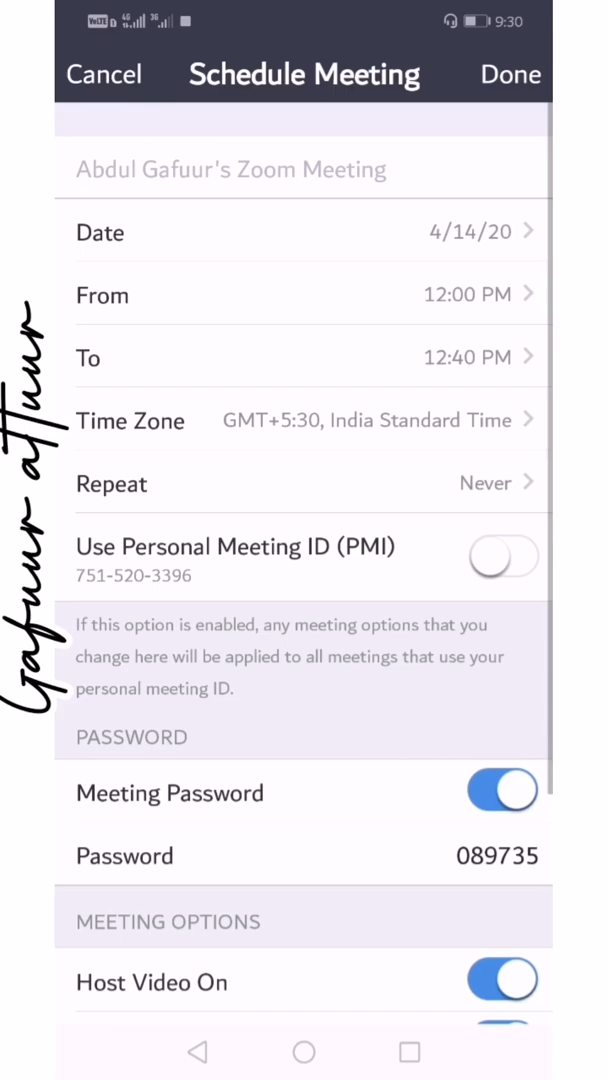 VoLTE 4G 3G 9:30
Cancel Schedule Meeting Done
Abdul Gafuur's Zoom Meeting
Date 4/14/20
From 12:00 PM
To 12:40 PM
Time Zone GMT+5:30, India Standard Time
Repeat Never
Use Personal Meeting ID (PMI)
751-520-3396
If this option is enabled, any meeting options that you
change here will be applied to all meetings that use your
personal meeting ID.
PASSWORD
Meeting Password
Password 089735
MEETING OPTIONS
Host Video On
Gafuur attuur